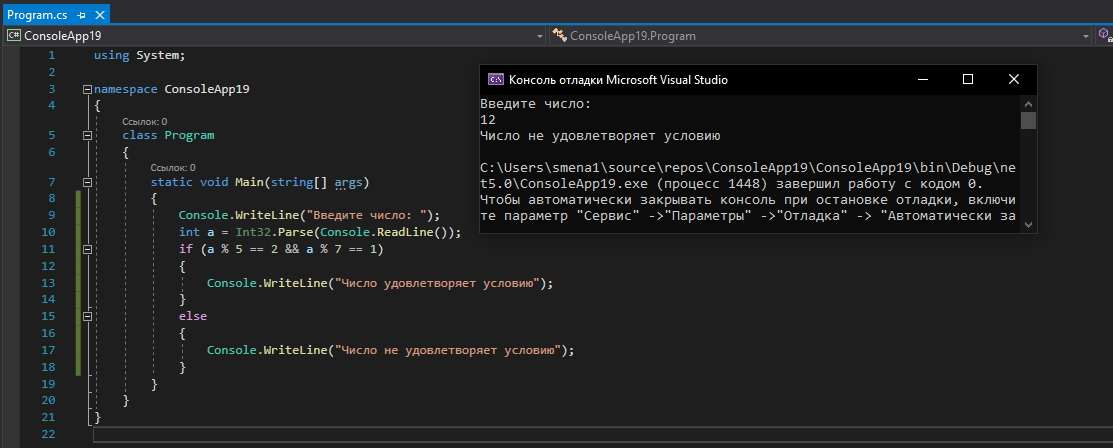 Program.cs
ConsoleApp19
ConsoleApp19.Program
1 using System;
2
3 namespace ConsoleApp19
4 {
Ссылок: 0
5 class Program
6 {
Ссылок: 0
7 static void Main(string[] args)
8 {
9 Console.WriteLine("Введите число: ");
10 int a = Int32.Parse(Console.ReadLine());
11 if (a % 5 == 2 && a % 7 == 1)
12 {
13 Console.WriteLine("Число удовлетворяет условию");
14 }
15 else
16 {
17 Console.WriteLine("Число не удовлетворяет условию");
18 }
19 }
20 }
21 }
22
Консоль отладки Microsoft Visual Studio
Введите число:
12
Число не удовлетворяет условию
C:\Users\smena1\source\repos\ConsoleApp19\ConsoleApp19\bin\Debug\ne
t5.0\ConsoleApp19.exe (процесс 1448) завершил работу с кодом 0.
Чтобы автоматически закрывать консоль при остановке отладки, включи
те параметр "Сервис" ->"Параметры" ->"Отладка" -> "Автоматически за